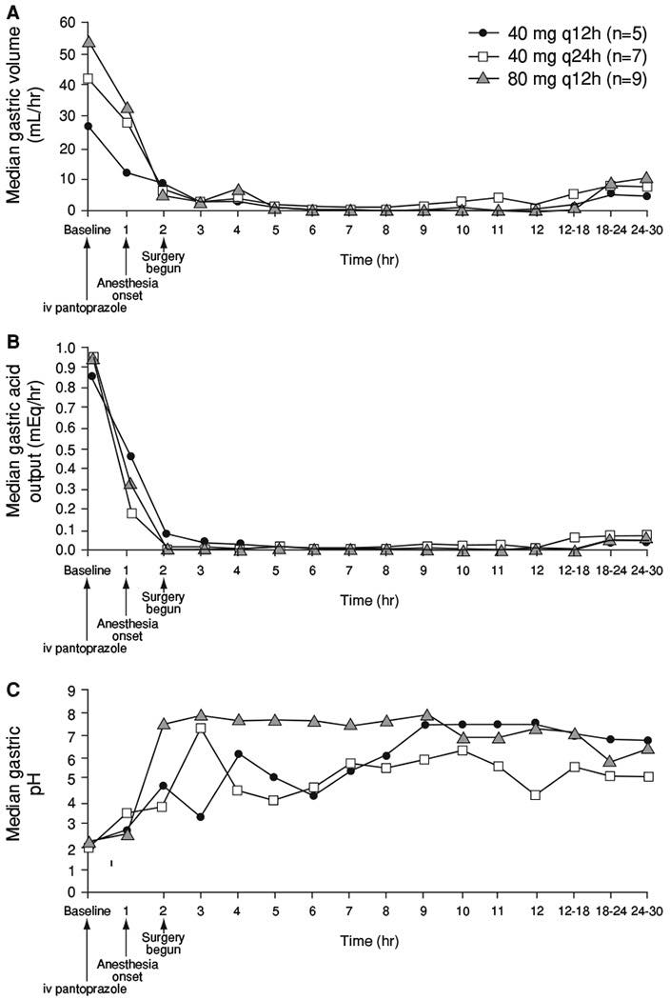 A
60
50
40
30
20
10
0
Median gastric volume
(mL/hr)
40 mg q12h (n=5)
40 mg q24h (n=7)
80 mg q12h (n=9)
Baseline 1 2 3 4 5 6 7 8 9 10 11 12 12-18 18-24 24-30
Surgery
begun
Time (hr)
Anesthesia
onset
iv pantoprazole
B
1.0
0.9
0.8
0.7
0.6
0.5
0.4
0.3
0.2
0.1
0.0
Median gastric acid
output (mEq/hr)
Baseline 1 2 3 4 5 6 7 8 9 10 11 12 12-18 18-24 24-30
Surgery
begun
Time (hr)
Anesthesia
onset
iv pantoprazole
C
9
8
7
6
5
4
3
2
1
0
Median gastric
pH
Baseline 1 2 3 4 5 6 7 8 9 10 11 12 12-18 18-24 24-30
Surgery
begun
Time (hr)
Anesthesia
onset
iv pantoprazole